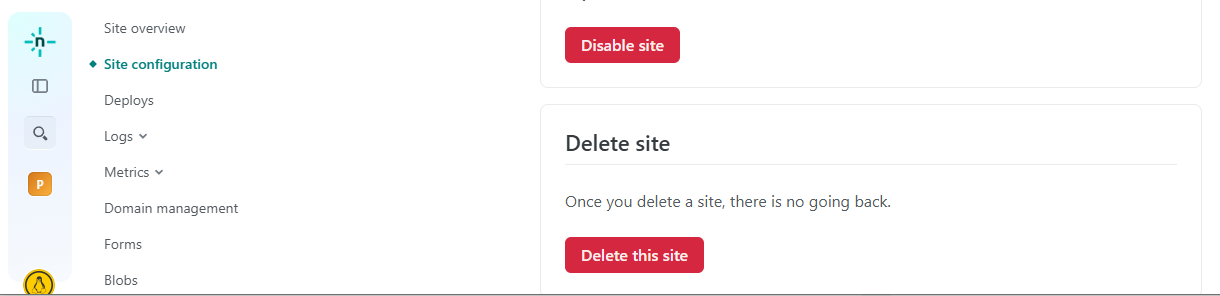 n
Site overview
Site configuration
Deploys
Logs
Metrics
P
Domain management
Forms
Blobs
Disable site
Delete site
Once you delete a site, there is no going back.
Delete this site